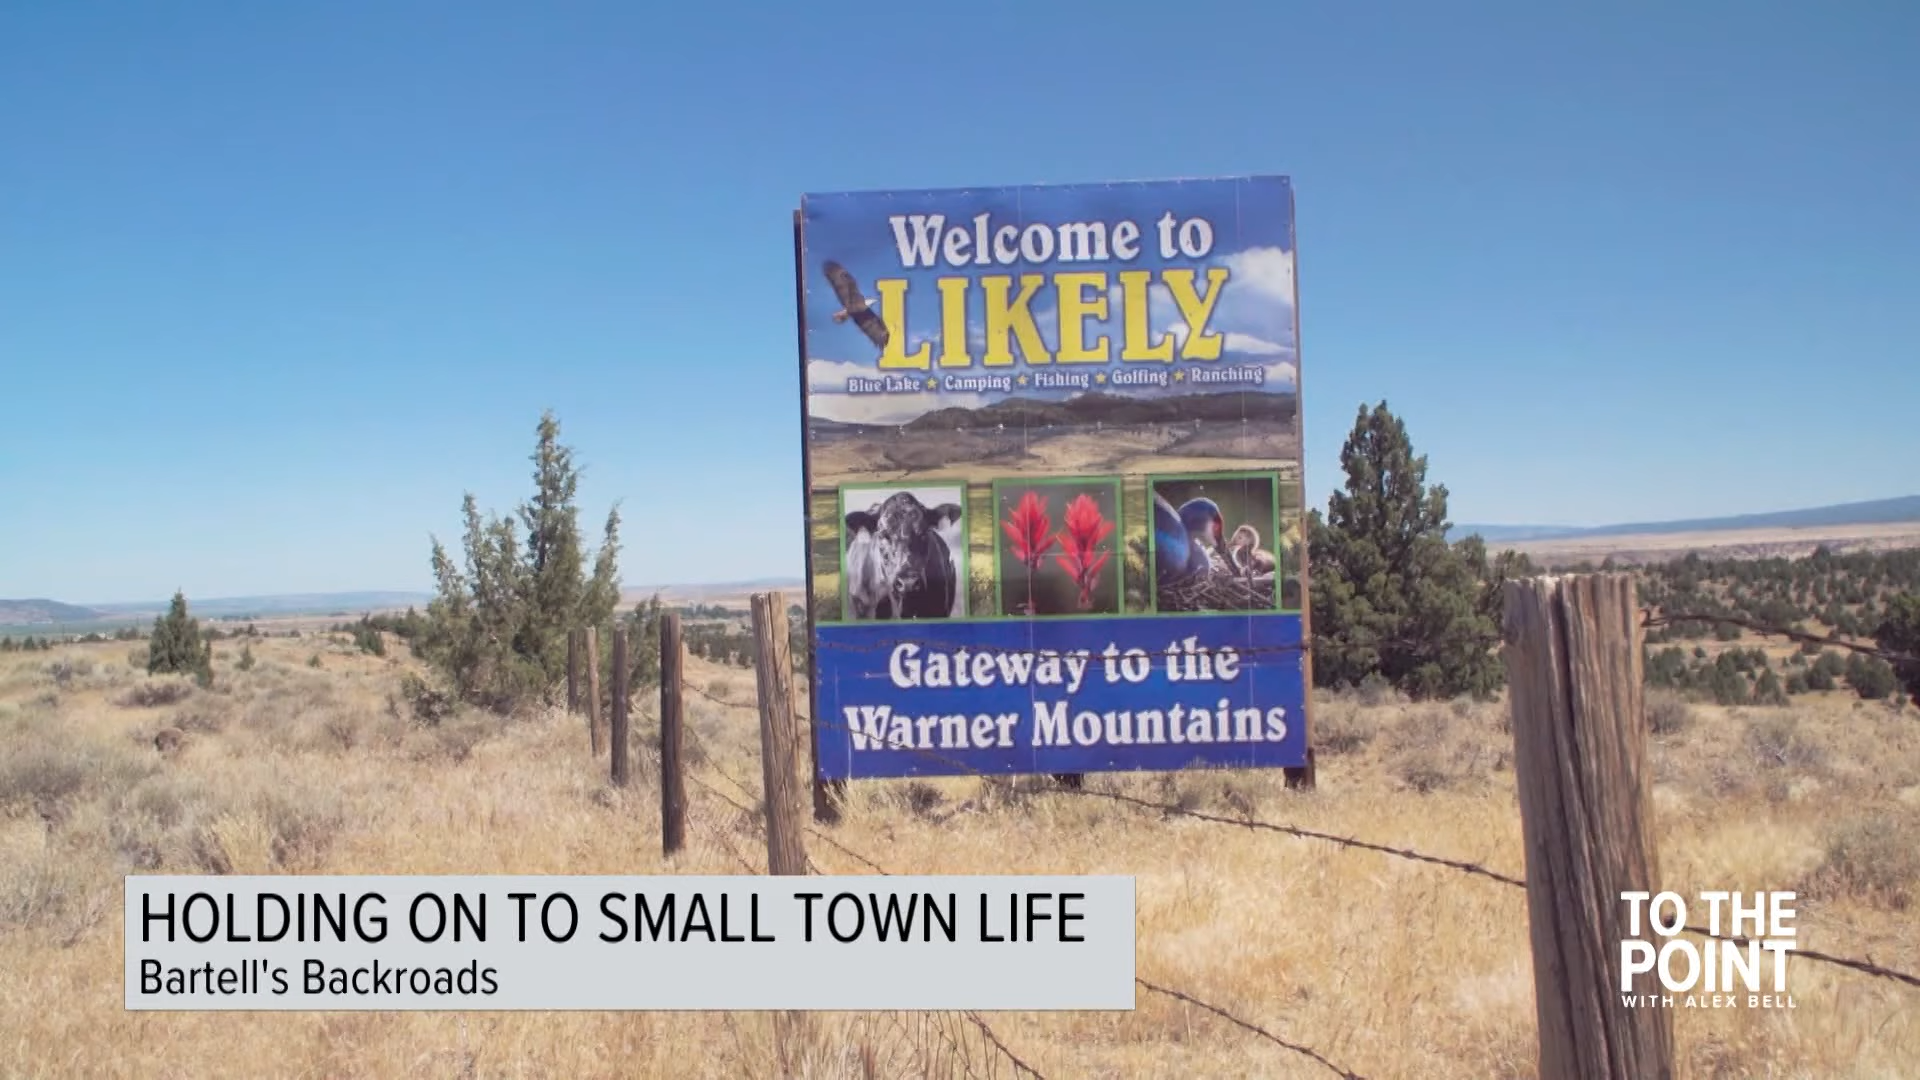 Welcome to
LIKELY
Blue Lake ★ Camping ★ Fishing ★ Golfing ★ Ranching
Gateway to the
Warner Mountains
HOLDING ON TO SMALL TOWN LIFE
Bartell's Backroads
TO THE
POINT
WITH ALEX BELL